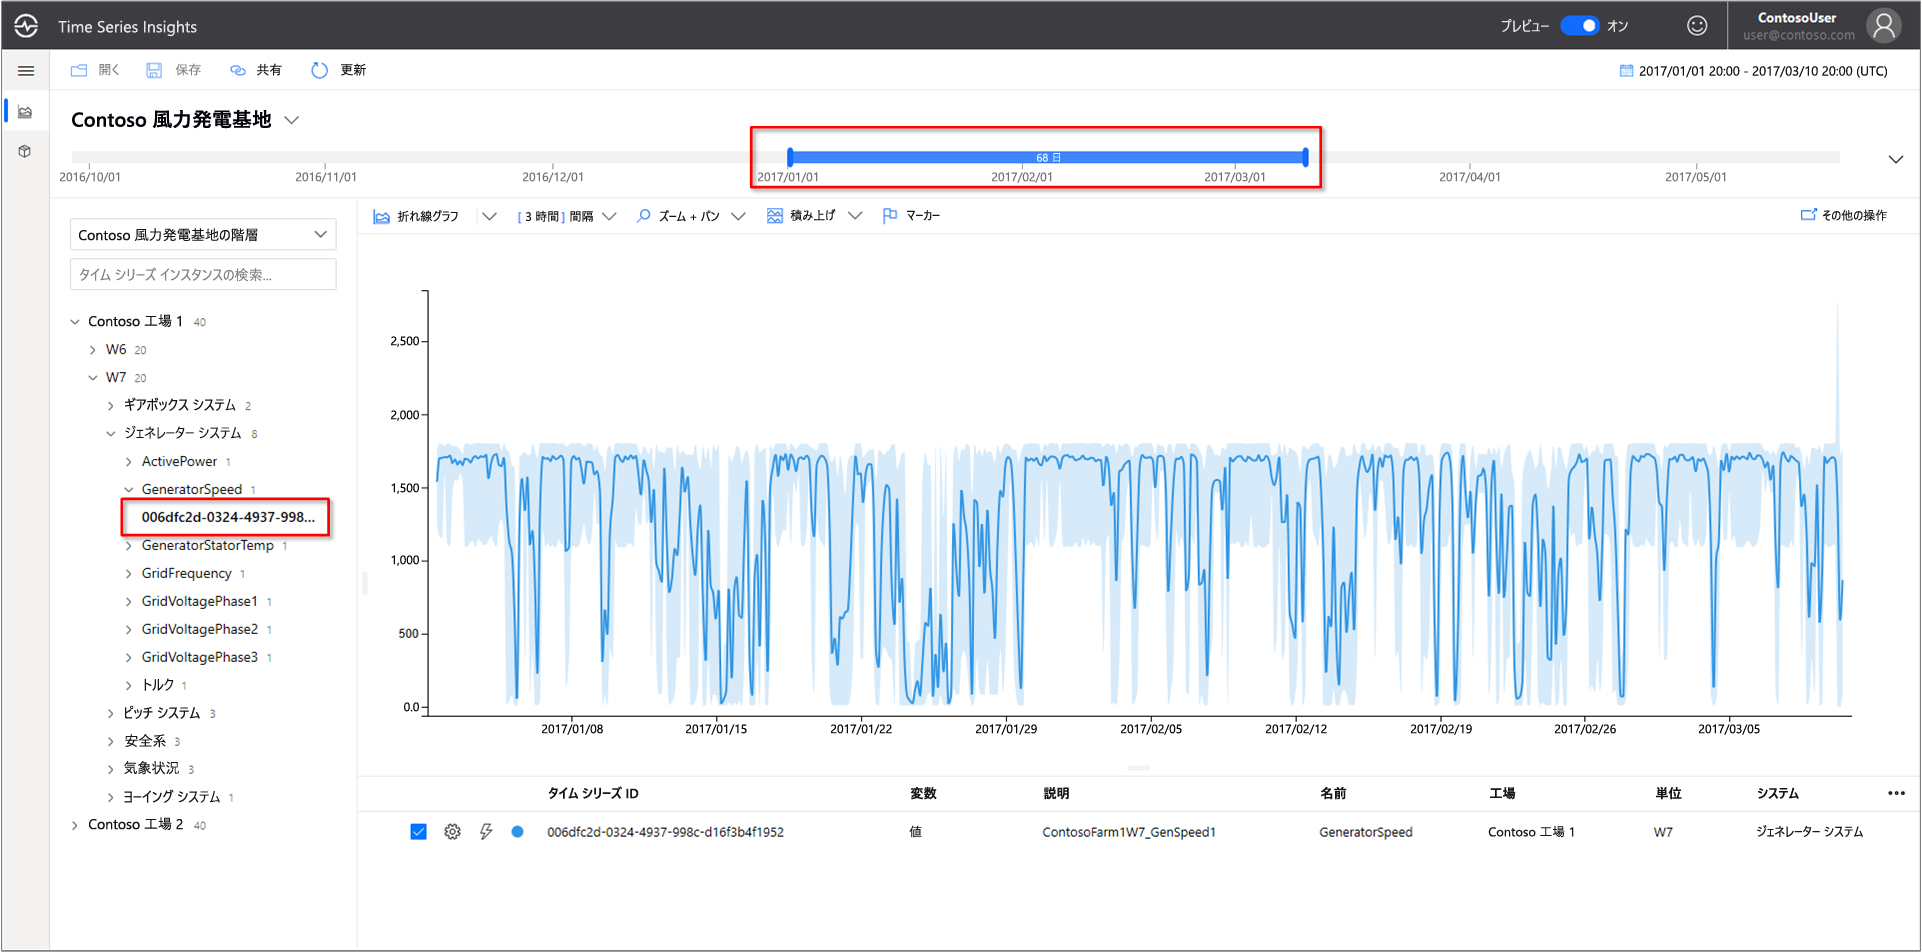 Time Series Insights
プレビュー オン
ContosoUser
user@contoso.com
開く 保存 共有 更新
2017/01/01 20:00 - 2017/03/10 20:00 (UTC)
Contoso 風力発電基地
68 日
2016/10/01 2016/11/01 2016/12/01 2017/01/01 2017/02/01 2017/03/01 2017/04/01 2017/05/01
Contoso 風力発電基地の階層
タイム シリーズ インスタンスの検索...
Contoso 工場 1 40
W6 20
W7 20
ギアボックス システム 2
ジェネレーター システム 8
ActivePower 1
GeneratorSpeed 1
006dfc2d-0324-4937-998...
GeneratorStatorTemp 1
GridFrequency 1
GridVoltagePhase1 1
GridVoltagePhase2 1
GridVoltagePhase3 1
トルク 1
ピッチ システム 3
安全系 3
気象状況 3
ヨーイング システム 1
Contoso 工場 2 40
折れ線グラフ [3 時間] 間隔 ズーム + パン 積み上げ マーカー その他の操作
2,500
2,000
1,500
1,000
500
0.0
2017/01/08 2017/01/15 2017/01/22 2017/01/29 2017/02/05 2017/02/12 2017/02/19 2017/02/26 2017/03/05
タイム シリーズ ID 変数 説明 名前 工場 単位 システム
006dfc2d-0324-4937-998c-d16f3b4f1952 値 ContosoFarm1W7_GenSpeed1 GeneratorSpeed Contoso 工場 1 W7 ジェネレーター システム